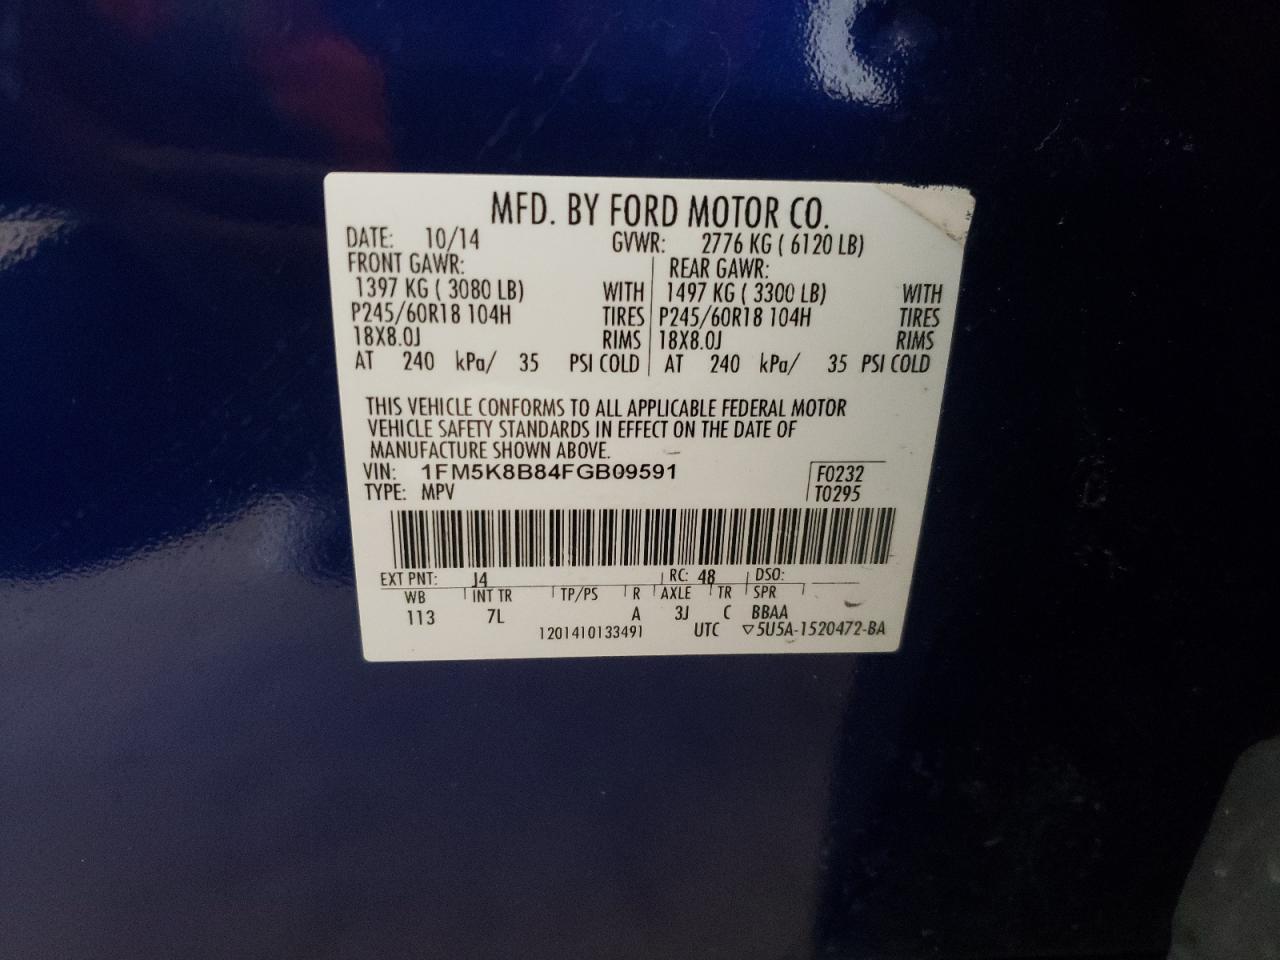 MFD. BY FORD MOTOR CO.
DATE: 10/14 GVWR: 2776 KG ( 6120 LB)
FRONT GAWR: REAR GAWR:
1397 KG ( 3080 LB) WITH 1497 KG ( 3300 LB) WITH
P245/60R18 104H TIRES P245/60R18 104H TIRES
18X8.0J RIMS 18X8.0J RIMS
AT 240 kPa/ 35 PSI COLD AT 240 kPa/ 35 PSI COLD
THIS VEHICLE CONFORMS TO ALL APPLICABLE FEDERAL MOTOR
VEHICLE SAFETY STANDARDS IN EFFECT ON THE DATE OF
MANUFACTURE SHOWN ABOVE.
VIN: 1FM5K8B84FGB09591 F0232
TYPE: MPV T0295
EXT PNT: J4 RC: 48 DSO:
WB INT TR TP/PS R AXLE TR SPR
113 7L A 3J C BBAA
1201410133491 UTC ▽5U5A-1520472-BA